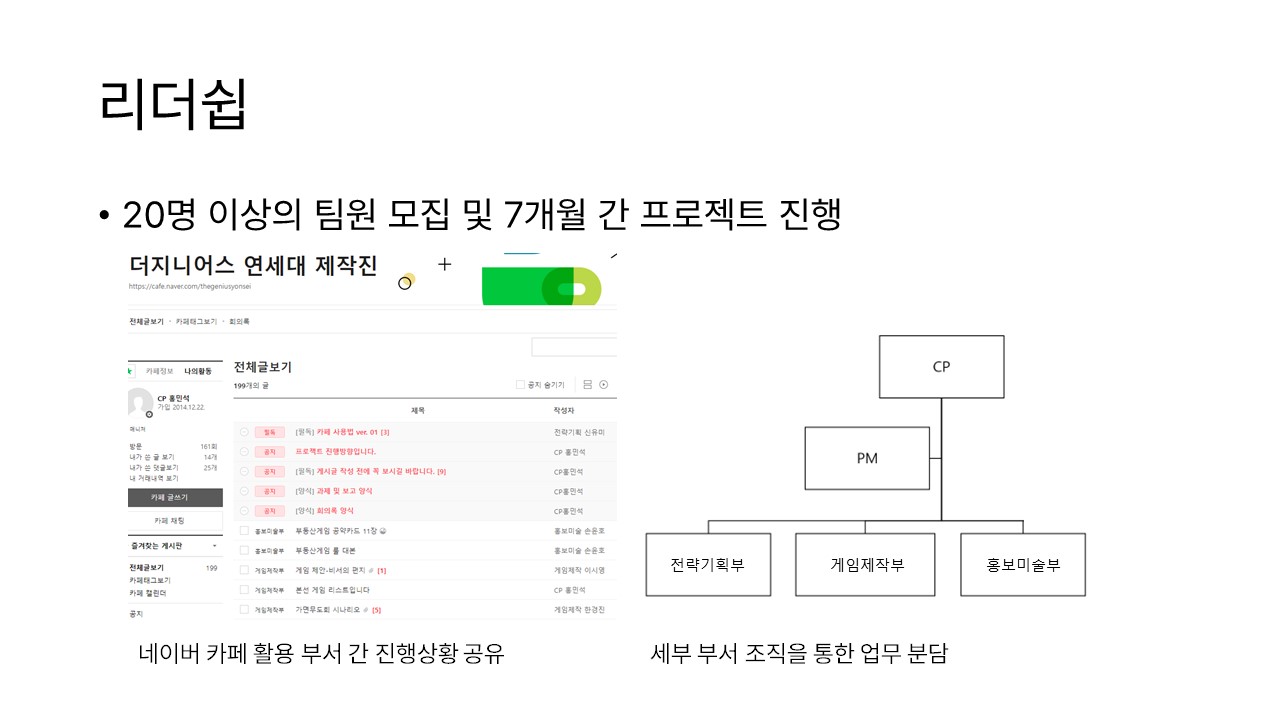 리더쉽
• 20명 이상의 팀원 모집 및 7개월 간 프로젝트 진행
더지니어스 연세대 제작진
https://cafe.naver.com/thegeniusyonsei
전체글보기 · 카페태그보기 · 회의록
카페정보 나의활동
CP 홍민석
가입 2014.12.22.
매니저
방문 161회
내가 쓴 글 보기 14개
내가 쓴 댓글보기 25개
내 거래내역 보기
카페 글쓰기
카페 채팅
즐겨찾는 게시판
전체글보기 199
카페태그보기
카페 캘린더
공지
전체글보기
199개의 글
공지 숨기기
제목 작성자
필독 [필독] 카페 사용법 ver. 01 [3] 전략기획 신유미
공지 프로젝트 진행방향입니다. CP 홍민석
공지 [필독] 게시글 작성 전에 꼭 보시길 바랍니다. [9] CP홍민석
공지 [양식] 과제 및 보고 양식 CP홍민석
공지 [양식] 회의록 양식 CP홍민석
홍보미술부 부동산게임 공약카드 11장 홍보미술 손윤호
홍보미술부 부동산게임 룰 대본 홍보미술 손윤호
게임제작부 게임 제안-비서의 편지 [1] 게임제작 이시영
게임제작부 본선 게임 리스트입니다 CP 홍민석
게임제작부 가면무도회 시나리오 [5] 게임제작 한경진
CP
PM
전략기획부
게임제작부
홍보미술부
네이버 카페 활용 부서 간 진행상황 공유
세부 부서 조직을 통한 업무 분담